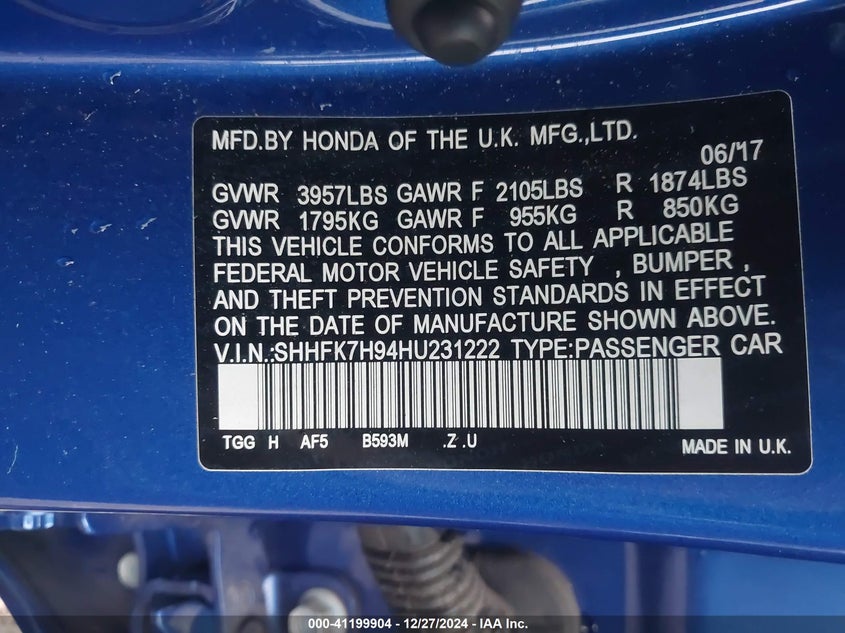 MFD.BY HONDA OF THE U.K. MFG.,LTD.
06/'17
GVWR 3957LBS GAWR F 2105LBS R 1874LBS
GVWR 1795KG GAWR F 955KG R 850KG
THIS VEHICLE CONFORMS TO ALL APPLICABLE
FEDERAL MOTOR VEHICLE SAFETY , BUMPER ,
AND THEFT PREVENTION STANDARDS IN EFFECT
ON THE DATE OF MANUFACTURE SHOWN ABOVE.
V.I.N.:SHHFK7H94HU231222 TYPE:PASSENGER CAR
TGG H AF5 B593M .Z .U
MADE IN U.K.
000-41199904 - 12/27/2024 - IAA Inc.